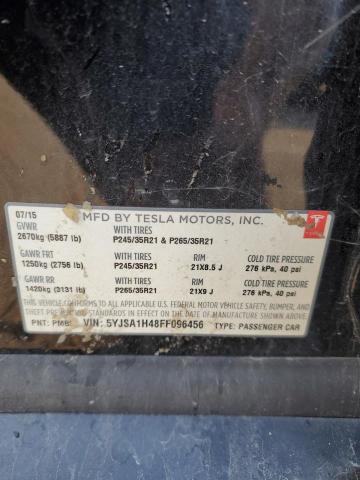 07/15 MFD BY TESLA MOTORS, INC.
GVWR WITH TIRES
2670kg (5887 lb) P245/35R21 & P265/35R21
GAWR FRT WITH TIRES RIM COLD TIRE PRESSURE
1250kg (2756 lb) P245/35R21 21X8.5 J 276 kPa, 40 psi
GAWR RR WITH TIRES RIM COLD TIRE PRESSURE
1420kg (3131 lb) P265/35R21 21X9 J 276 kPa, 40 psi
THIS VEHICLE CONFORMS TO ALL APPLICABLE U.S. FEDERAL MOTOR VEHICLE SAFETY, BUMPER, AND
THEFT PREVENTION STANDARDS IN EFFECT ON THE DATE OF MANUFACTURE SHOWN ABOVE.
PNT: PMB: VIN: 5YJSA1H48FF096456 TYPE: PASSENGER CAR